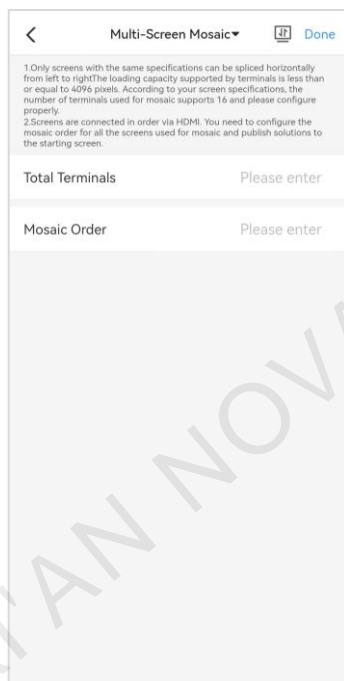 Multi-Screen Mosaic▾ Done
1.Only screens with the same specifications can be spliced horizontally
from left to rightThe loading capacity supported by terminals is less than
or equal to 4096 pixels. According to your screen specifications, the
number of terminals used for mosaic supports 16 and please configure
properly.
2.Screens are connected in order via HDMI. You need to configure the
mosaic order for all the screens used for mosaic and publish solutions to
the starting screen.
Total Terminals Please enter
Mosaic Order Please enter
AN NOVA